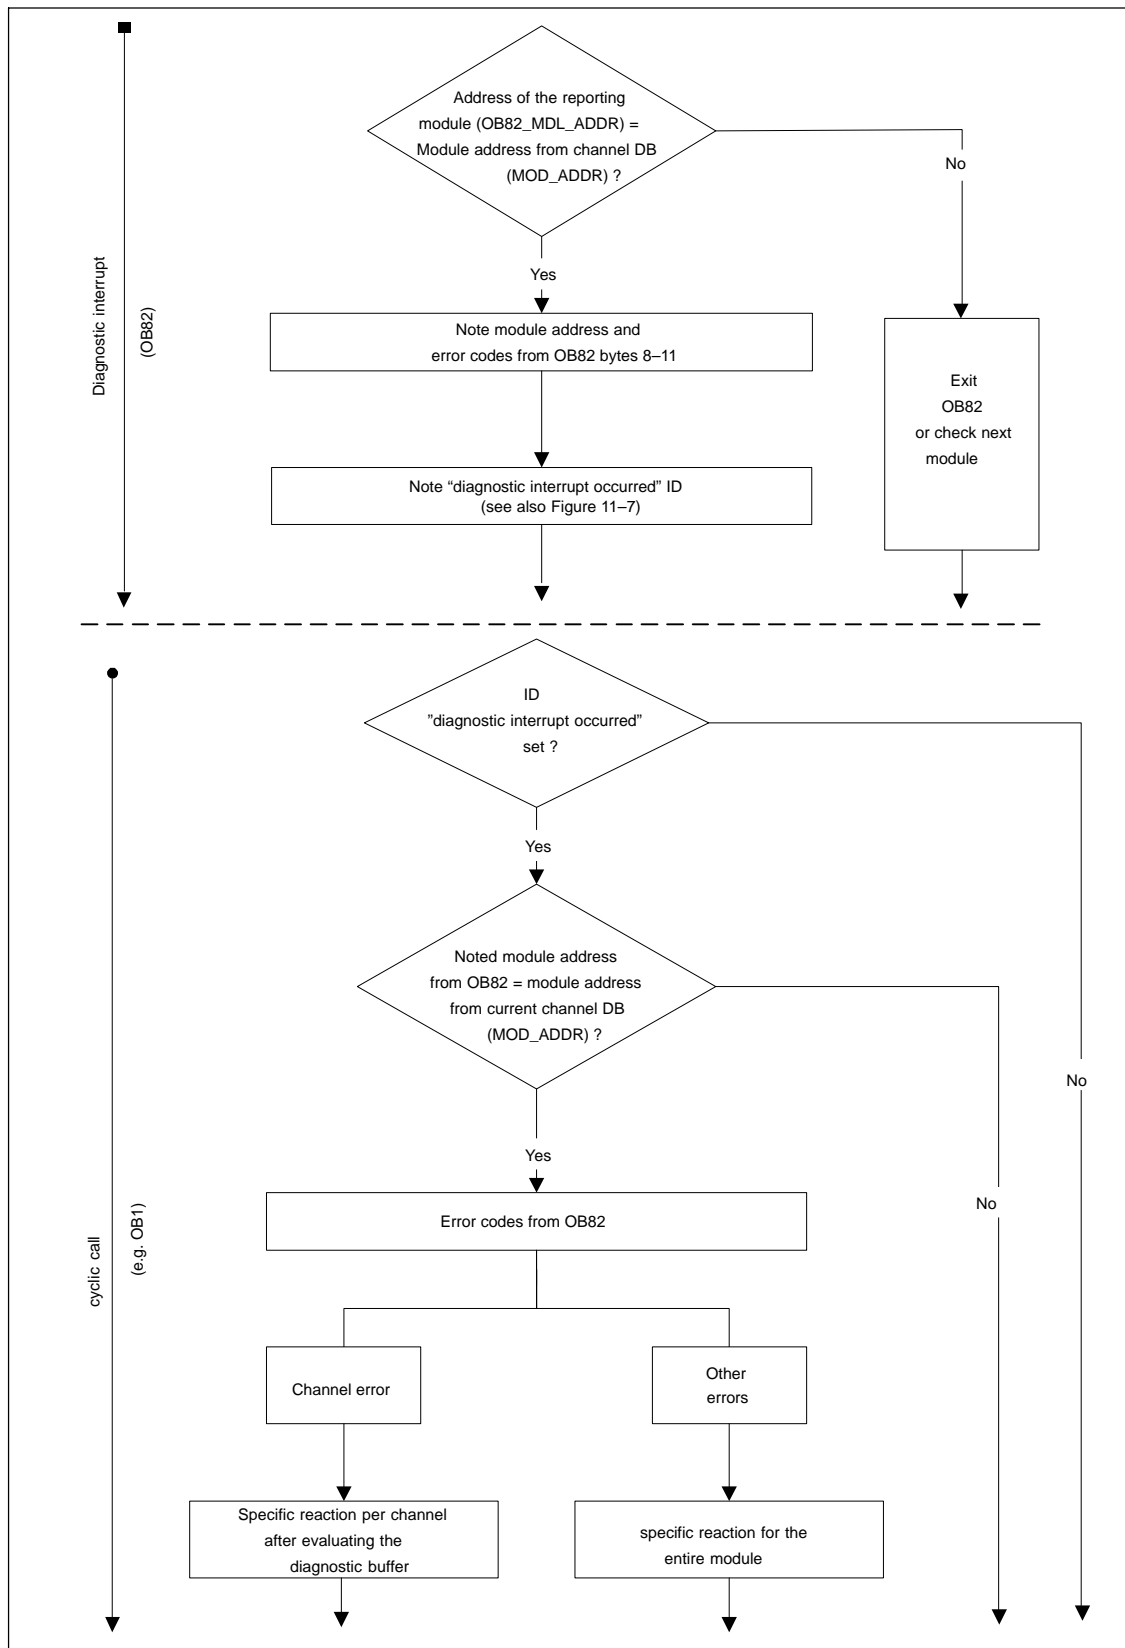 Address of the reporting
module (OB82_MDL_ADDR) =
Module address from channel DB
(MOD_ADDR) ?
No
Yes
Diagnostic interrupt
(OB82)
Note module address and
error codes from OB82 bytes 8–11
Exit
OB82
or check next
module
Note “diagnostic interrupt occurred” ID
(see also Figure 11–7)
ID
”diagnostic interrupt occurred”
set ?
Yes
Noted module address
from OB82 = module address
from current channel DB
(MOD_ADDR) ?
No
Yes
No
cyclic call
(e.g. OB1)
Error codes from OB82
Channel error
Other
errors
Specific reaction per channel
after evaluating the
diagnostic buffer
specific reaction for the
entire module